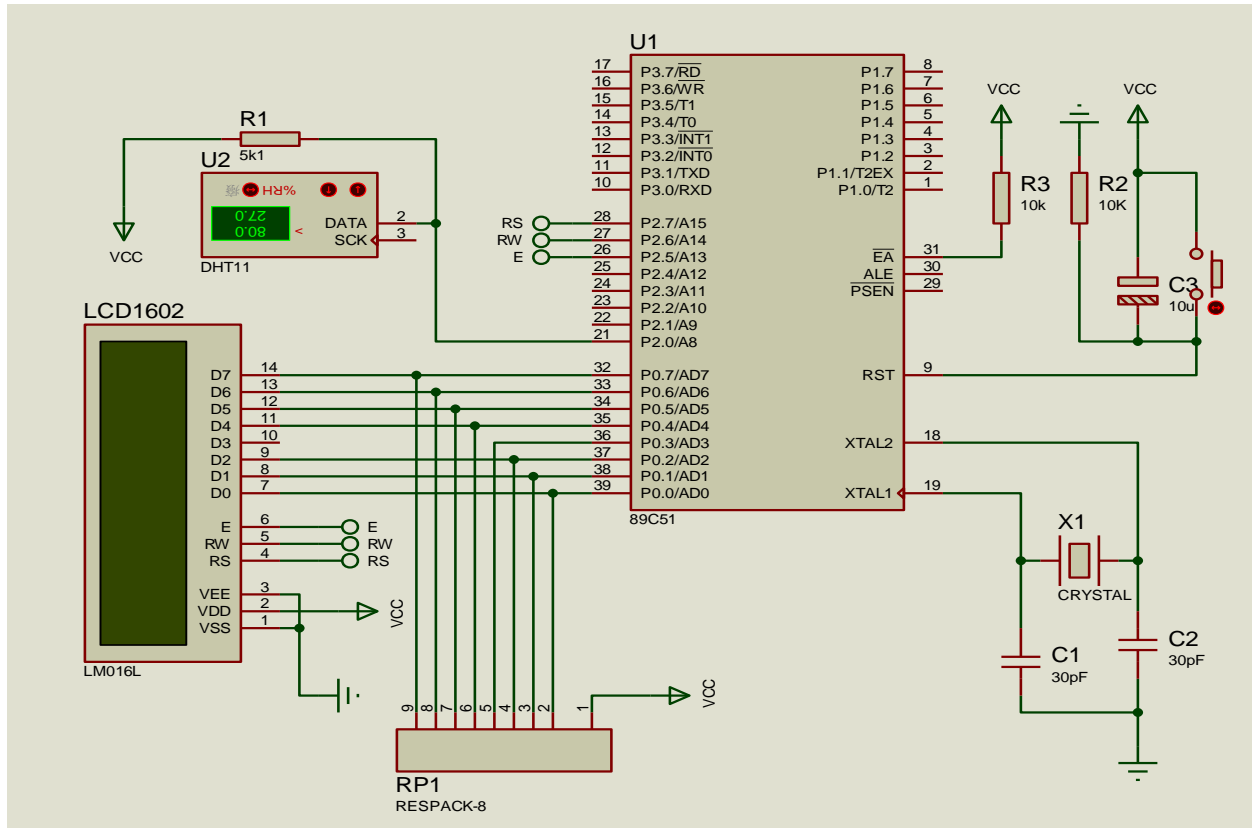 U1
17 P3.7/RD P1.7 8
16 P3.6/WR P1.6 7
15 P3.5/T1 P1.5 6
14 P3.4/T0 P1.4 5
13 P3.3/INT1 P1.3 4
12 P3.2/INT0 P1.2 3
11 P3.1/TXD P1.1/T2EX 2
10 P3.0/RXD P1.0/T2 1
RS 28 P2.7/A15
RW 27 P2.6/A14
E 26 P2.5/A13 EA 31
25 P2.4/A12 ALE 30
24 P2.3/A11 PSEN 29
23 P2.2/A10
22 P2.1/A9
21 P2.0/A8
32 P0.7/AD7 RST 9
33 P0.6/AD6
34 P0.5/AD5
35 P0.4/AD4
36 P0.3/AD3 XTAL2 18
37 P0.2/AD2
38 P0.1/AD1
39 P0.0/AD0 XTAL1 19
89C51
R1
5k1
U2
%RH
80.0
27.0
>
DATA 2
SCK 3
DHT11
VCC
LCD1602
D7 14
D6 13
D5 12
D4 11
D3 10
D2 9
D1 8
D0 7
E 6 E
RW 5 RW
RS 4 RS
VEE 3
VDD 2 VCC
VSS 1
LM016L
9 8 7 6 5 4 3 2 1
VCC
RP1
RESPACK-8
VCC
R3
10k
R2
10K
VCC
C3
10u
X1
CRYSTAL
C1
30pF
C2
30pF